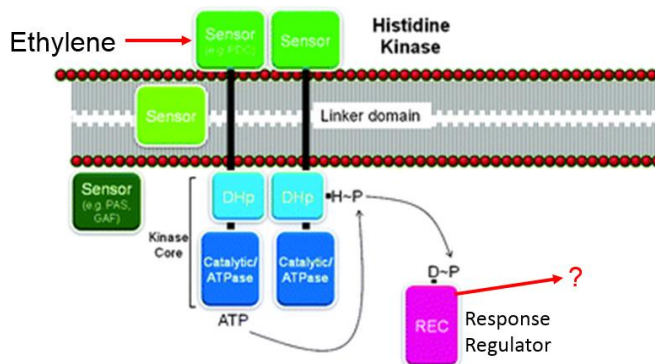 Ethylene
Sensor
(e.g. PDC)
Sensor
Histidine
Kinase
Sensor
Linker domain
Sensor
(e.g. PAS,
GAF)
DHp
DHp
H~P
Kinase
Core
Catalytic/
ATPase
Catalytic/
ATPase
ATP
D~P
?
REC
Response
Regulator